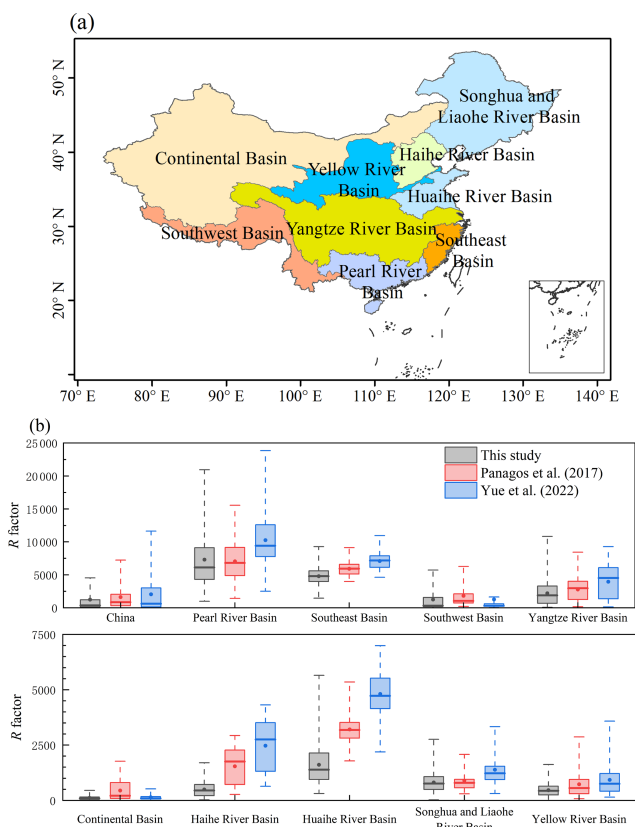 (a)
50° N
40° N
30° N
20° N
Songhua and
Liaohe River Basin
Continental Basin
Haihe River Basin
Yellow River
Basin
Huaihe River Basin
Southwest Basin
Yangtze River Basin
Southeast
Basin
Pearl River
Basin
70° E 80° E 90° E 100° E 110° E 120° E 130° E 140° E
(b)
25 000
20 000
15 000
10 000
5000
0
R factor
This study
Panagos et al. (2017)
Yue et al. (2022)
China Pearl River Basin Southeast Basin Southwest Basin Yangtze River Basin
7500
5000
2500
0
R factor
Continental Basin Haihe River Basin Huaihe River Basin Songhua and Liaohe Yellow River Basin
River Basin